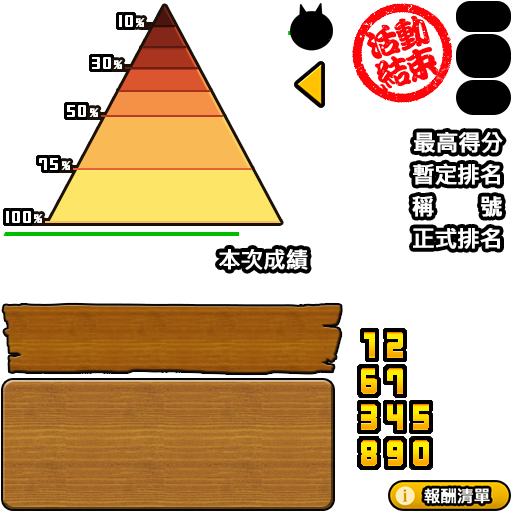 10%
30%
50%
75%
100%
活動
結束
最高得分
暫定排名
稱 號
正式排名
本次成績
12
67
345
890
i 報酬清單